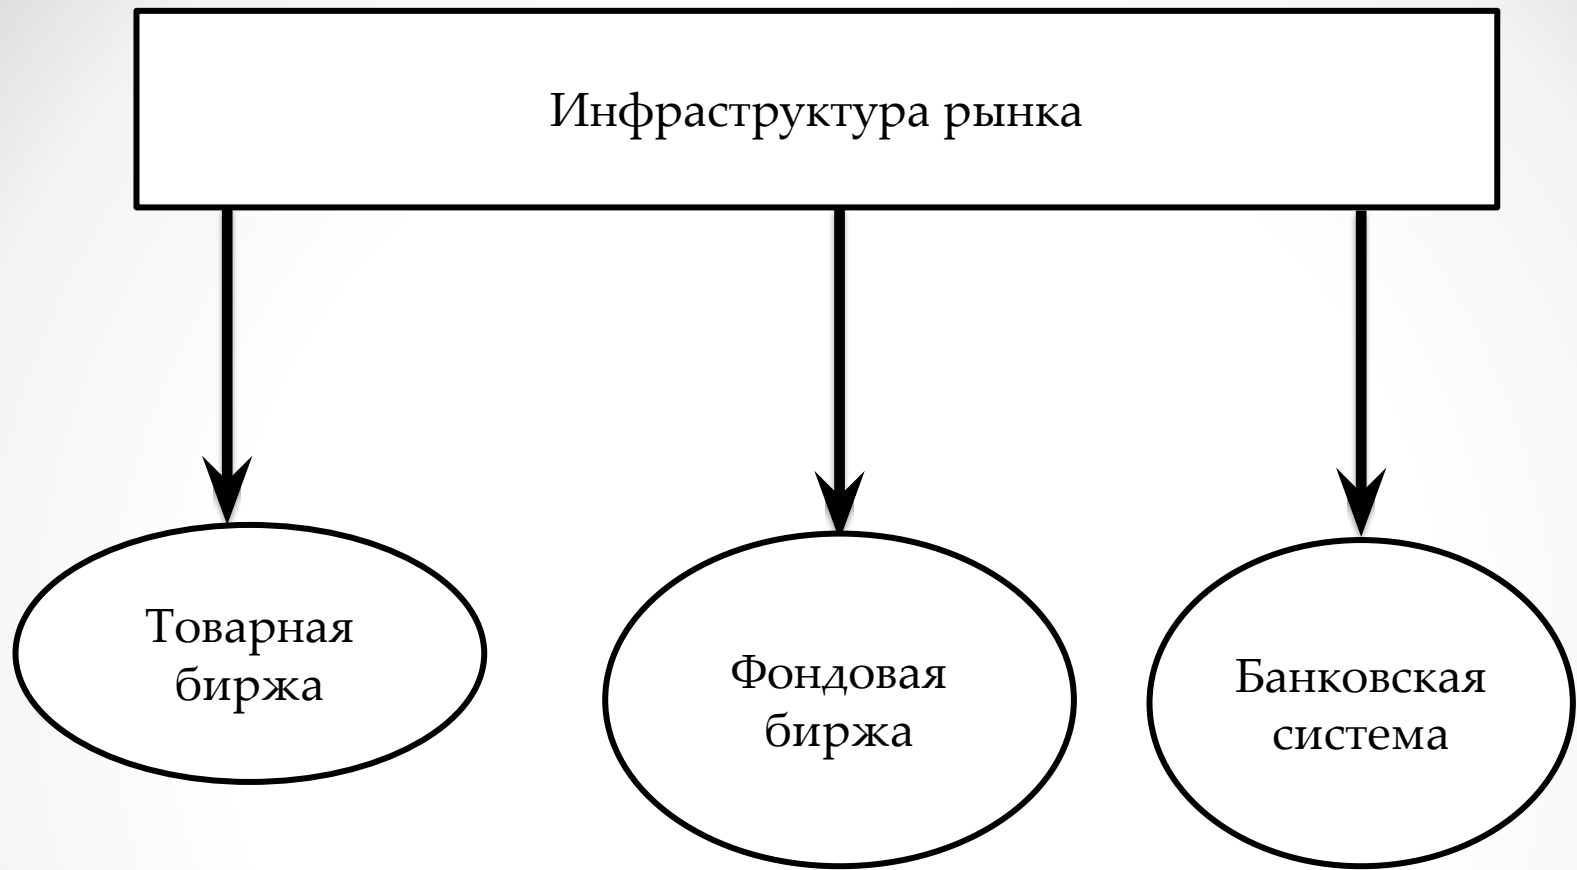 Инфраструктура рынка
Товарная
биржа
Фондовая
биржа
Банковская
система